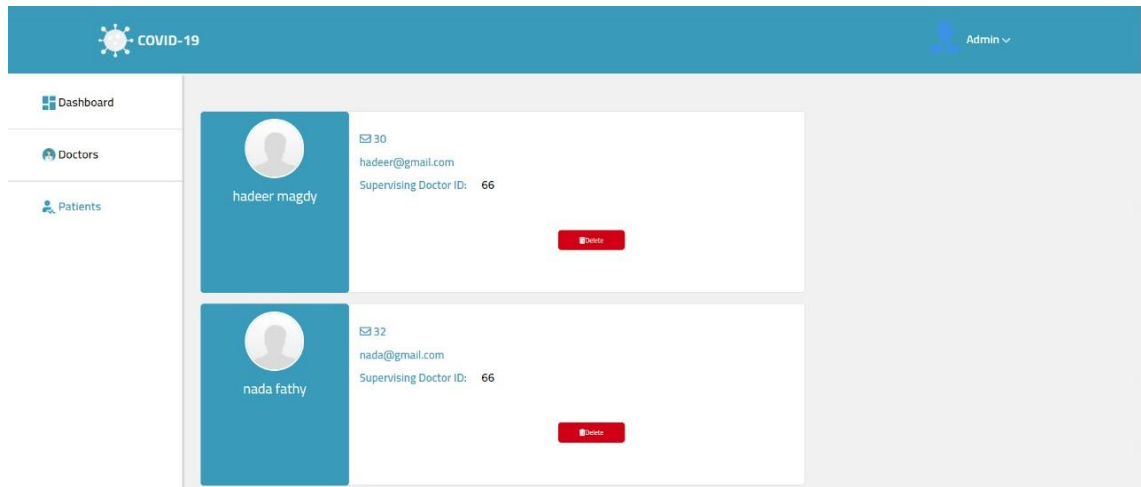 COVID-19
Admin
Dashboard
Doctors
Patients
hadeer magdy
30
hadeer@gmail.com
Supervising Doctor ID: 66
Delete
nada fathy
32
nada@gmail.com
Supervising Doctor ID: 66
Delete